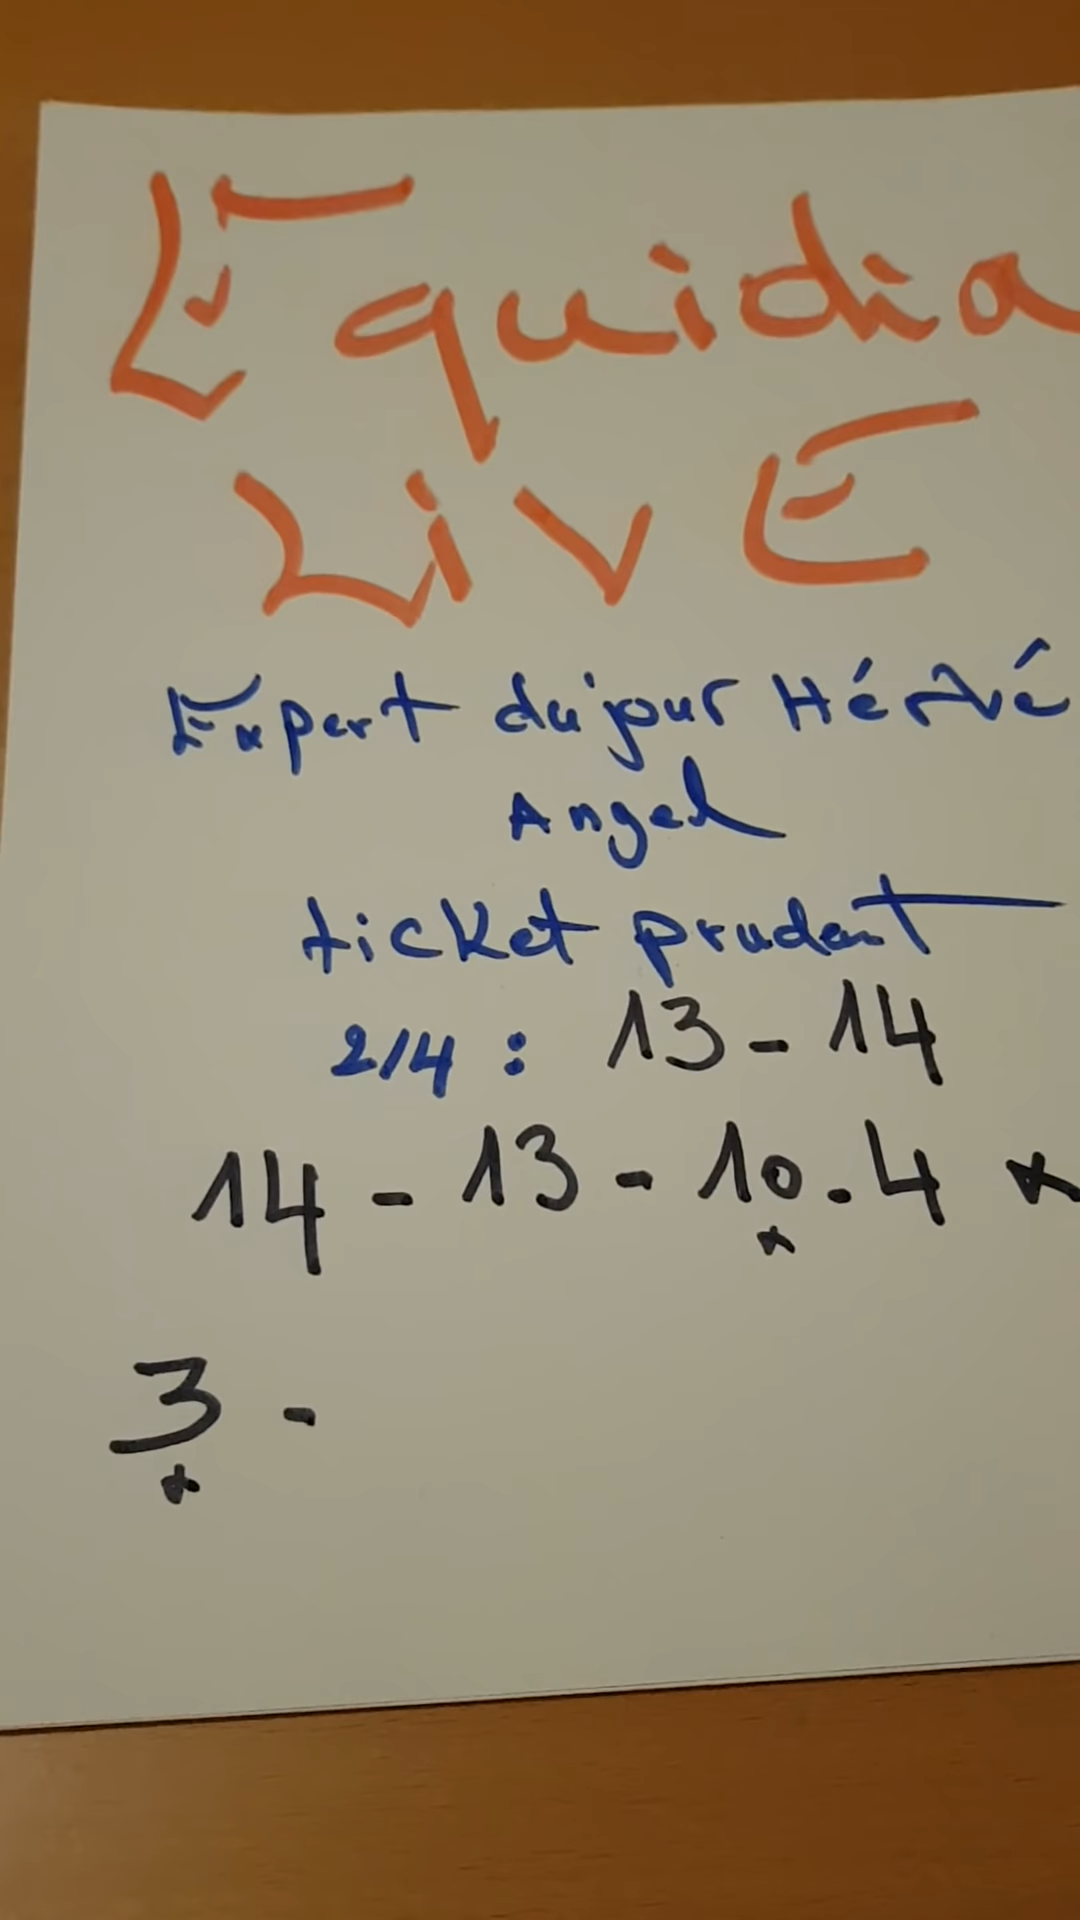 Equidia
LiVE
Expert du jour Hérvé
Angel
ticket prudent
2/4 : 13 - 14
14 - 13 - 10 . 4 *
*
3 -
*